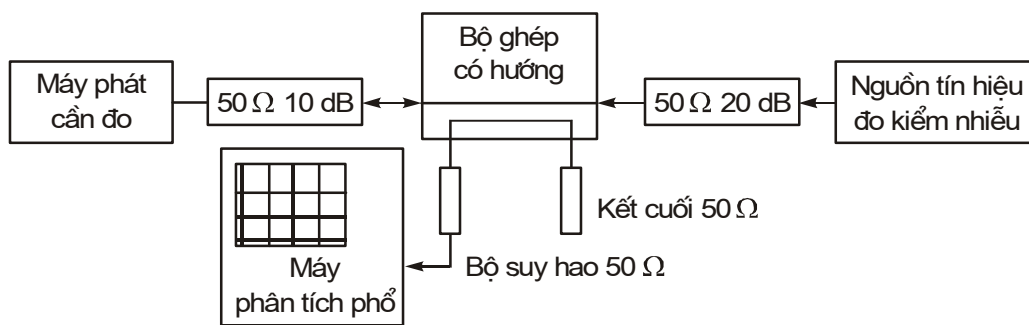 Máy phát
cần đo
50 Ω 10 dB
Bộ ghép
có hướng
50 Ω 20 dB
Nguồn tín hiệu
đo kiểm nhiễu
Kết cuối 50 Ω
Bộ suy hao 50 Ω
Máy
phân tích phổ